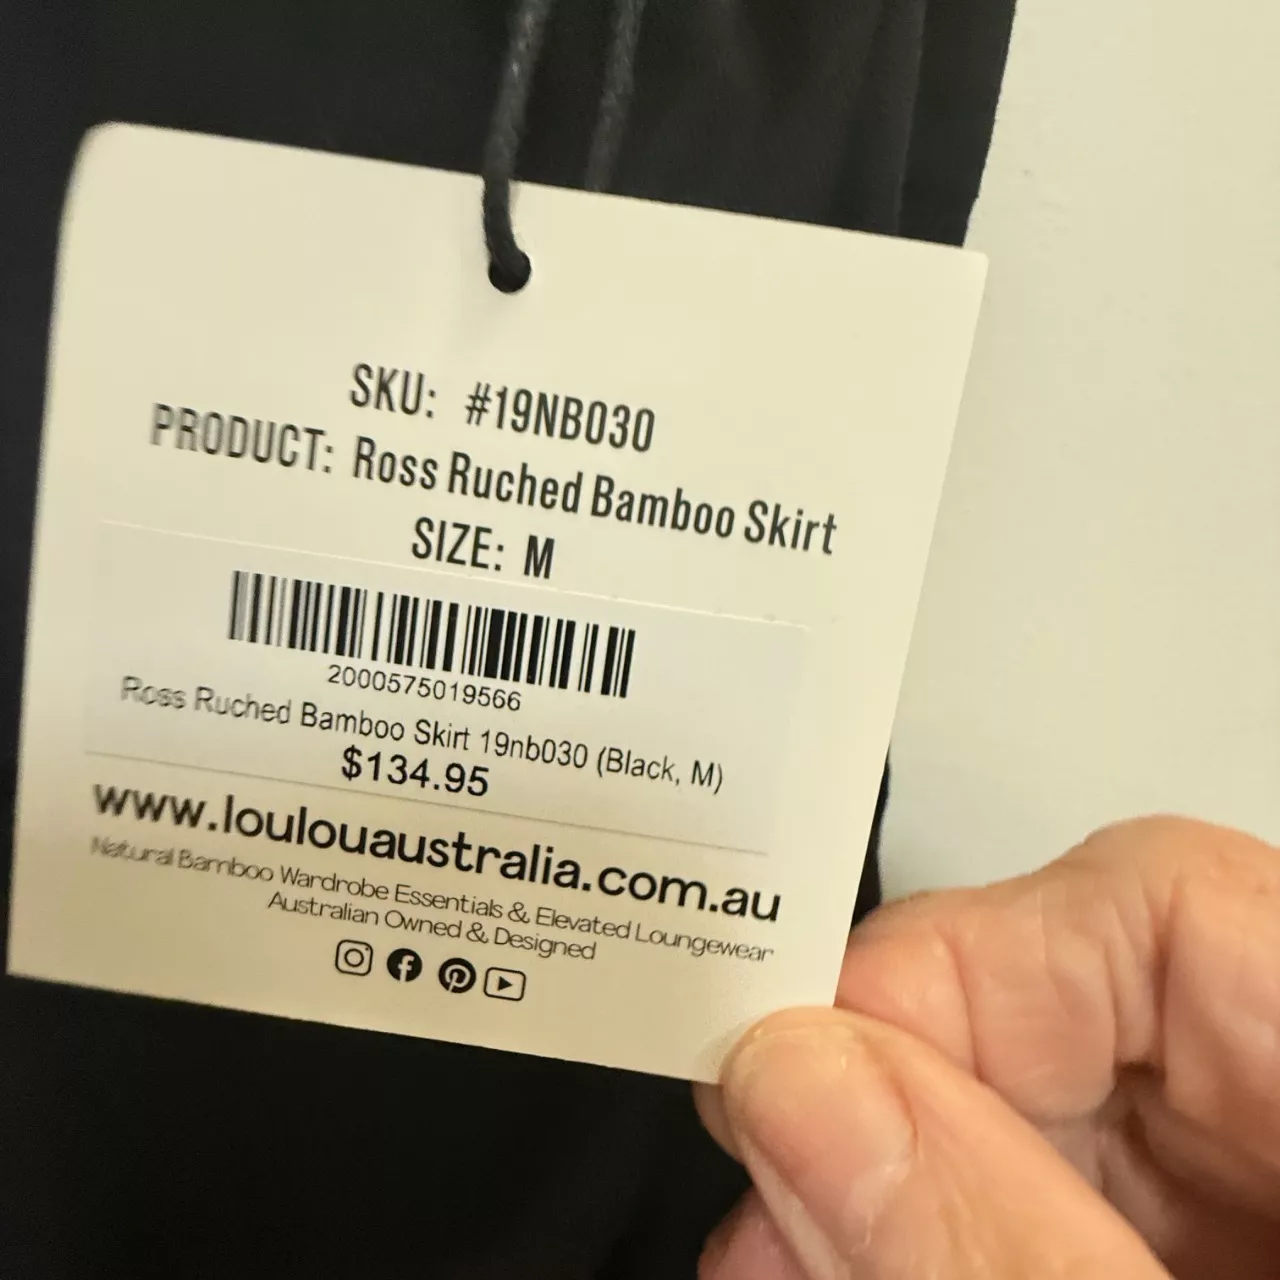 SKU: #19NB030
PRODUCT: Ross Ruched Bamboo Skirt
SIZE: M
2000575019566
Ross Ruched Bamboo Skirt 19nb030 (Black, M)
$134.95
www.loulouaustralia.com.au
Natural Bamboo Wardrobe Essentials & Elevated Loungewear
Australian Owned & Designed